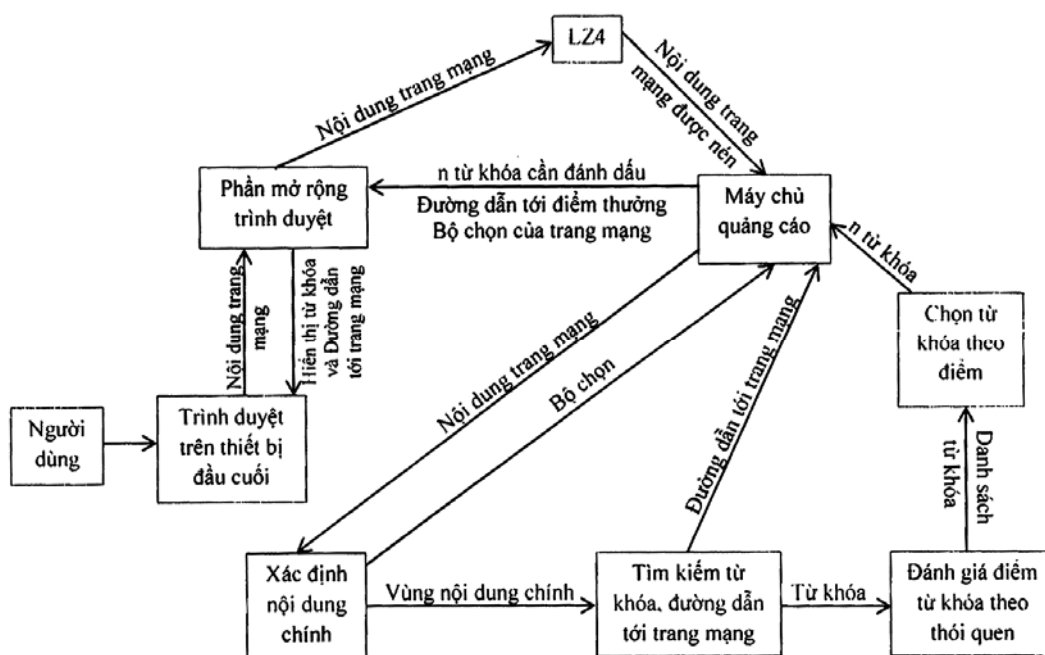 LZ4
Nội dung trang mạng
Nội dung trang
mạng được nén
Phần mở rộng
trình duyệt
n từ khóa cần đánh dấu
Đường dẫn tới điểm thưởng
Bộ chọn của trang mạng
Máy chủ
quảng cáo
n từ khóa
Chọn từ
khóa theo
điểm
Nội dung trang
mạng
Hiển thị từ khóa
và Đường dẫn
tới trang mạng
Nội dung trang mạng
Bộ chọn
Đường dẫn tới trang mạng
Danh sách
từ khóa
Người
dùng
Trình duyệt
trên thiết bị
đầu cuối
Xác định
nội dung
chính
Vùng nội dung chính
Tìm kiếm từ
khóa, đường dẫn
tới trang mạng
Từ khóa
Đánh giá điểm
từ khóa theo
thói quen